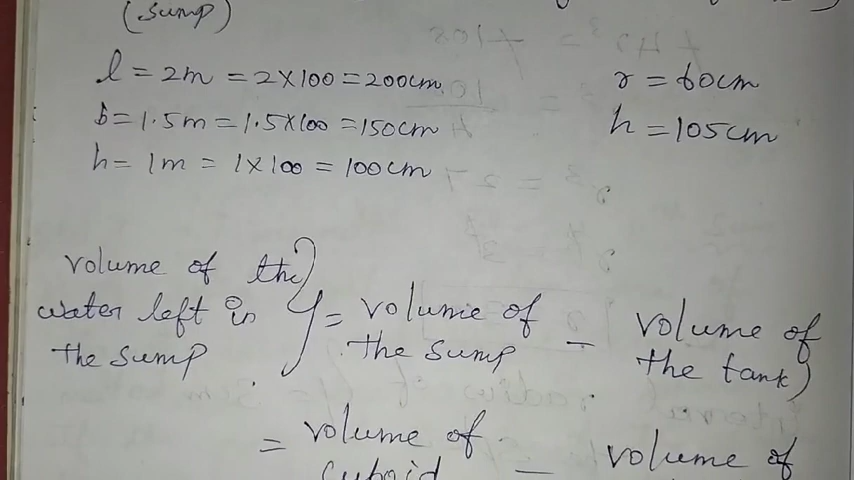 (Sump)
l = 2m = 2×100 = 200cm
b = 1.5m = 1.5×100 = 150cm
h = 1m = 1×100 = 100cm
r = 60cm
h = 105cm
volume of the
water left in
the sump
} = volume of
the sump
- volume of
the tank)
= volume of
cuboid
- volume of